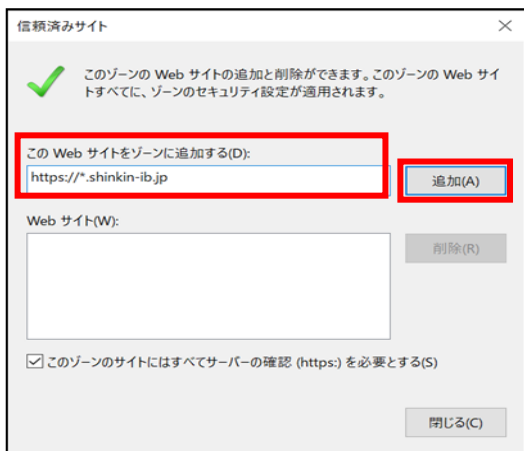 信頼済みサイト
このゾーンの Web サイトの追加と削除ができます。このゾーンの Web サイ
トすべてに、ゾーンのセキュリティ設定が適用されます。
この Web サイトをゾーンに追加する(D):
https://*.shinkin-ib.jp
追加(A)
Web サイト(W):
削除(R)
このゾーンのサイトにはすべてサーバーの確認 (https:) を必要とする(S)
閉じる(C)